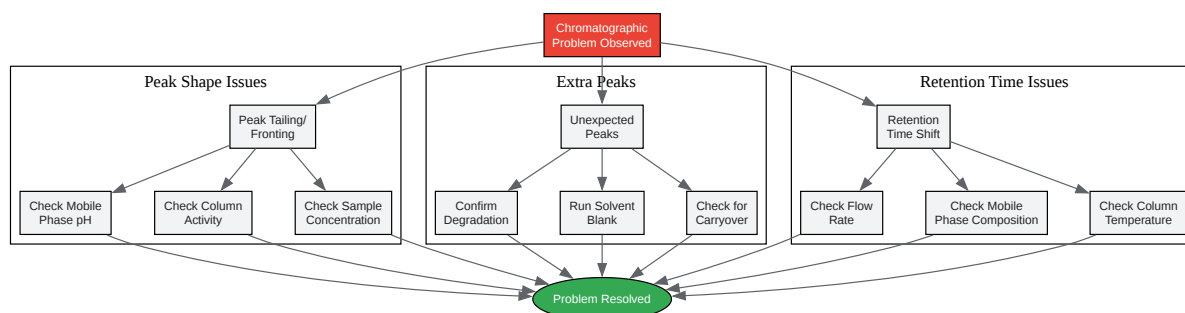 Chromatographic
Problem Observed
Peak Shape Issues
Extra Peaks
Retention Time Issues
Peak Tailing/
Fronting
Unexpected
Peaks
Retention
Time Shift
Check Mobile
Phase pH
Check Column
Activity
Check Sample
Concentration
Confirm
Degradation
Run Solvent
Blank
Check for
Carryover
Check Flow
Rate
Check Mobile
Phase Composition
Check Column
Temperature
Problem Resolved